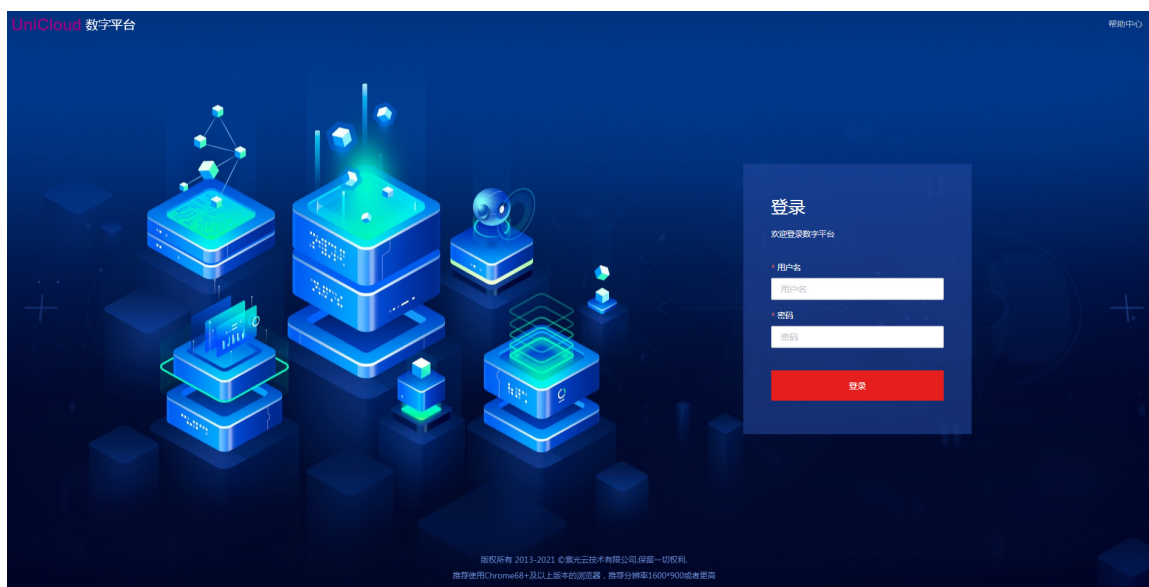 UniCloud 数字平台
帮助中心
登录
欢迎登录数字平台
* 用户名
用户名
* 密码
密码
登录
版权所有 2013-2021 ©紫光云技术有限公司.保留一切权利.
推荐使用Chrome68+及以上版本的浏览器，推荐分辨率1600*900或者更高